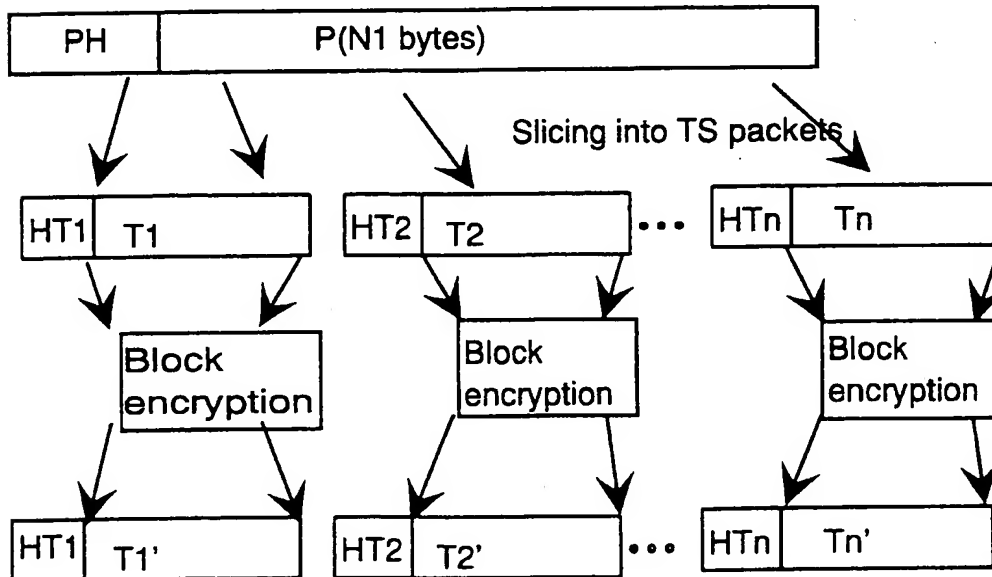 PH P(N1 bytes)
Slicing into TS packets
HT1 T1 HT2 T2 ••• HTn Tn
Block
encryption
Block
encryption
Block
encryption
HT1 T1' HT2 T2' ••• HTn Tn'